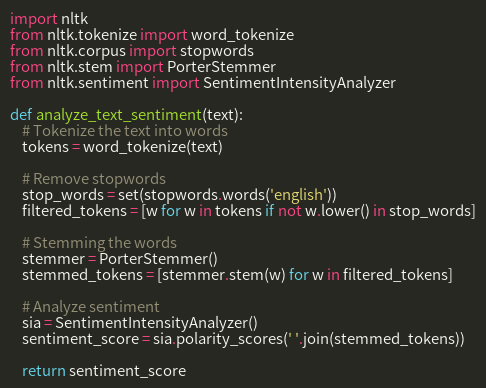 import nltk
from nltk.tokenize import word_tokenize
from nltk.corpus import stopwords
from nltk.stem import PorterStemmer
from nltk.sentiment import SentimentIntensityAnalyzer

def analyze_text_sentiment(text):
    # Tokenize the text into words
    tokens = word_tokenize(text)

    # Remove stopwords
    stop_words = set(stopwords.words('english'))
    filtered_tokens = [w for w in tokens if not w.lower() in stop_words]

    # Stemming the words
    stemmer = PorterStemmer()
    stemmed_tokens = [stemmer.stem(w) for w in filtered_tokens]

    # Analyze sentiment
    sia = SentimentIntensityAnalyzer()
    sentiment_score = sia.polarity_scores(' '.join(stemmed_tokens))

    return sentiment_score